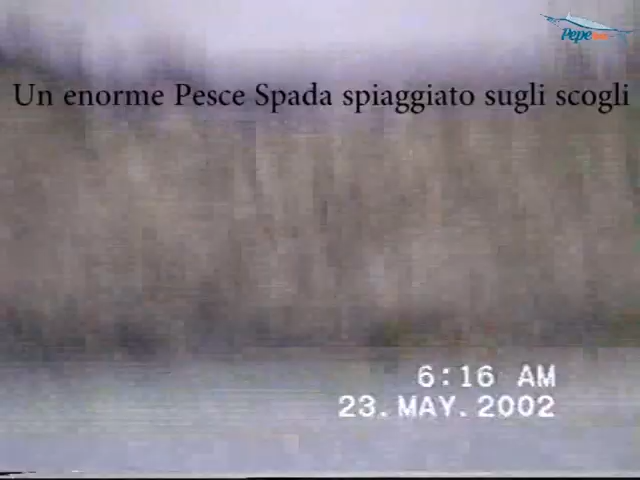 Pepe
Un enorme Pesce Spada spiaggiato sugli scogli
6:16 AM
23. MAY. 2002